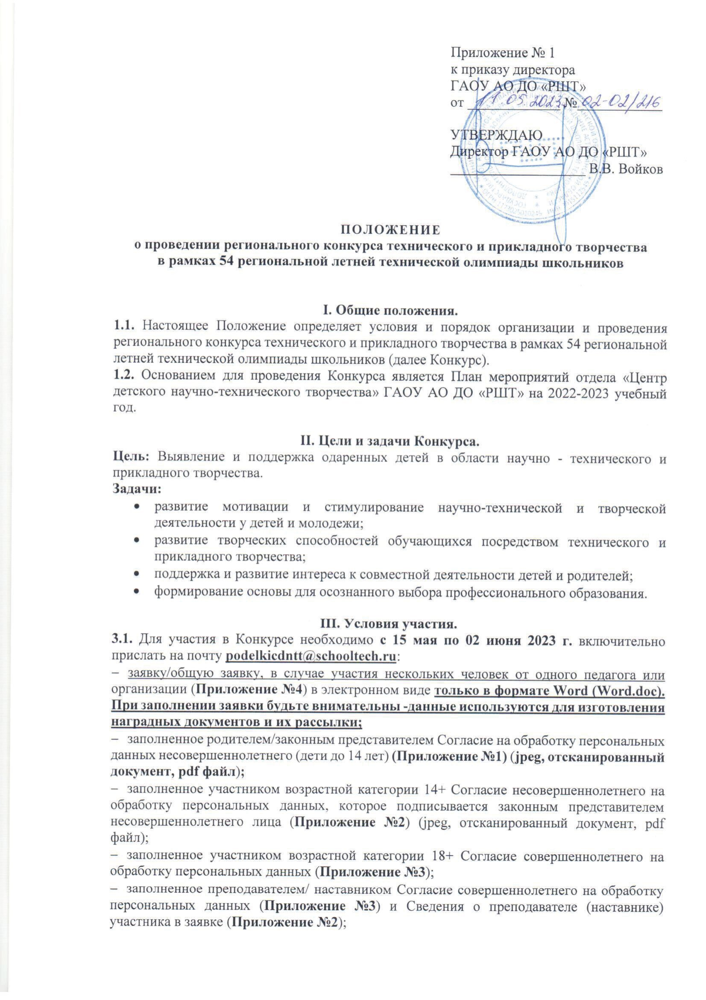 Приложение № 1
к приказу директора
ГАОУ АО ДО «РШТ»
от .05.2023 № 02-02/216
УТВЕРЖДАЮ
Директор ГАОУ АО ДО «РШТ»
В.В. Войков
ПОЛОЖЕНИЕ
о проведении регионального конкурса технического и прикладного творчества
в рамках 54 региональной летней технической олимпиады школьников
I. Общие положения.
1.1. Настоящее Положение определяет условия и порядок организации и проведения
регионального конкурса технического и прикладного творчества в рамках 54 региональной
летней технической олимпиады школьников (далее Конкурс).
1.2. Основанием для проведения Конкурса является План мероприятий отдела «Центр
детского научно-технического творчества» ГАОУ АО ДО «РШТ» на 2022-2023 учебный
год.
II. Цели и задачи Конкурса.
Цель: Выявление и поддержка одаренных детей в области научно - технического и
прикладного творчества.
Задачи:
• развитие мотивации и стимулирование научно-технической и творческой
деятельности у детей и молодежи;
• развитие творческих способностей обучающихся посредством технического и
прикладного творчества;
• поддержка и развитие интереса к совместной деятельности детей и родителей;
• формирование основы для осознанного выбора профессионального образования.
III. Условия участия.
3.1. Для участия в Конкурсе необходимо с 15 мая по 02 июня 2023 г. включительно
прислать на почту podelkicdntt@schooltech.ru:
– заявку/общую заявку, в случае участия нескольких человек от одного педагога или
организации (Приложение №4) в электронном виде только в формате Word (Word.doc).
При заполнении заявки будьте внимательны -данные используются для изготовления
наградных документов и их рассылки;
– заполненное родителем/законным представителем Согласие на обработку персональных
данных несовершеннолетнего (дети до 14 лет) (Приложение №1) (jpeg, отсканированный
документ, pdf файл);
– заполненное участником возрастной категории 14+ Согласие несовершеннолетнего на
обработку персональных данных, которое подписывается законным представителем
несовершеннолетнего лица (Приложение №2) (jpeg, отсканированный документ, pdf
файл);
– заполненное участником возрастной категории 18+ Согласие совершеннолетнего на
обработку персональных данных (Приложение №3);
– заполненное преподавателем/ наставником Согласие совершеннолетнего на обработку
персональных данных (Приложение №3) и Сведения о преподавателе (наставнике)
участника в заявке (Приложение №2);